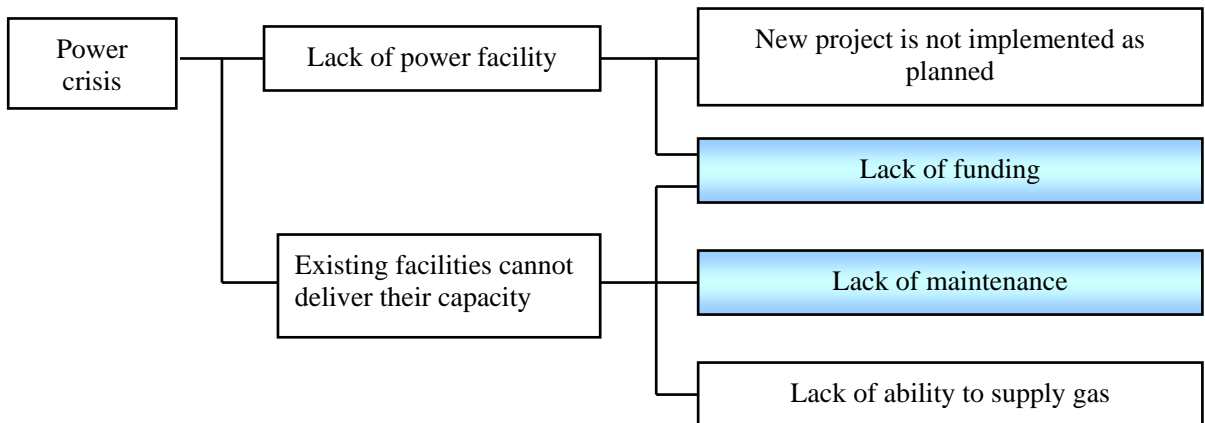 Power
crisis
Lack of power facility
New project is not implemented as
planned
Lack of funding
Existing facilities cannot
deliver their capacity
Lack of maintenance
Lack of ability to supply gas